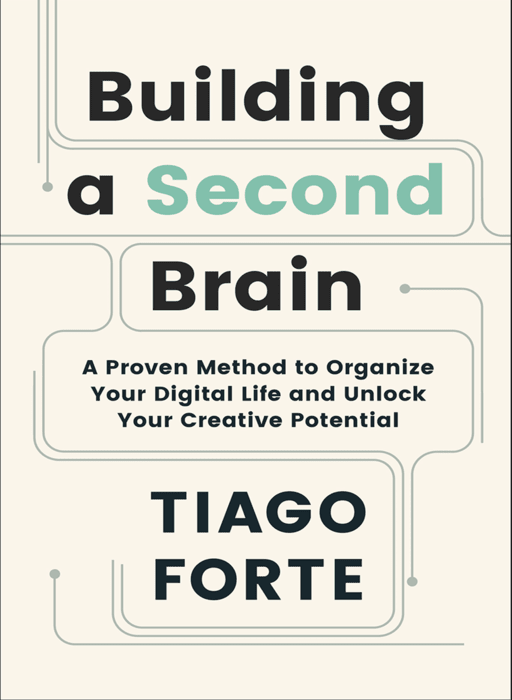 Building
a Second
Brain
A Proven Method to Organize
Your Digital Life and Unlock
Your Creative Potential
TIAGO
FORTE